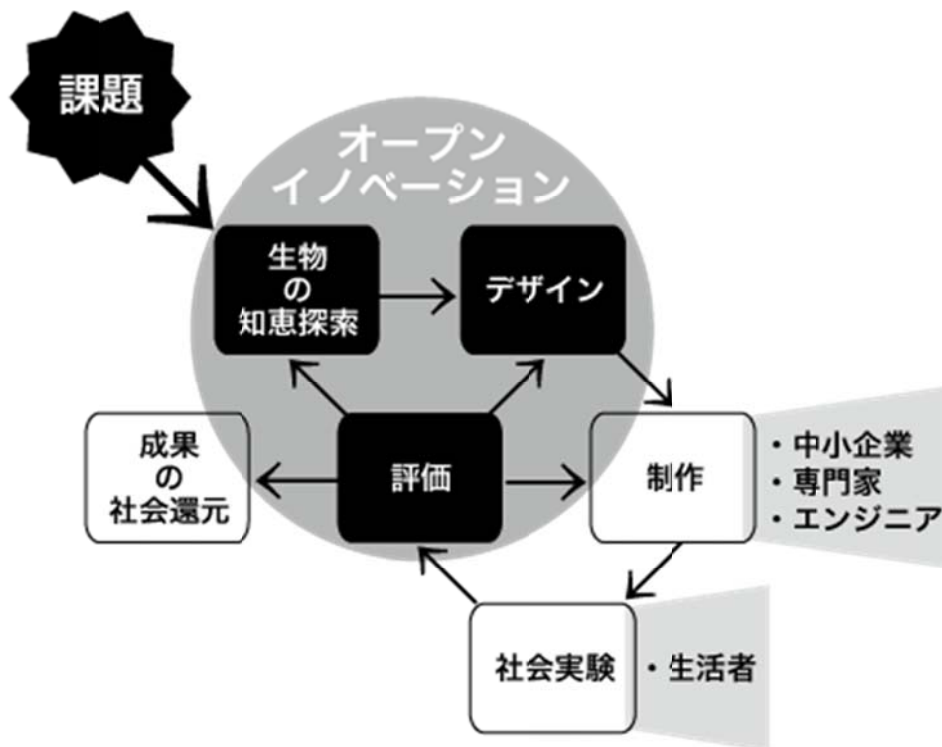 課題
オープン
イノベーション
生物
の
知恵探索
デザイン
成果
の
社会還元
評価
制作
・中小企業
・専門家
・エンジニア
社会実験
・生活者